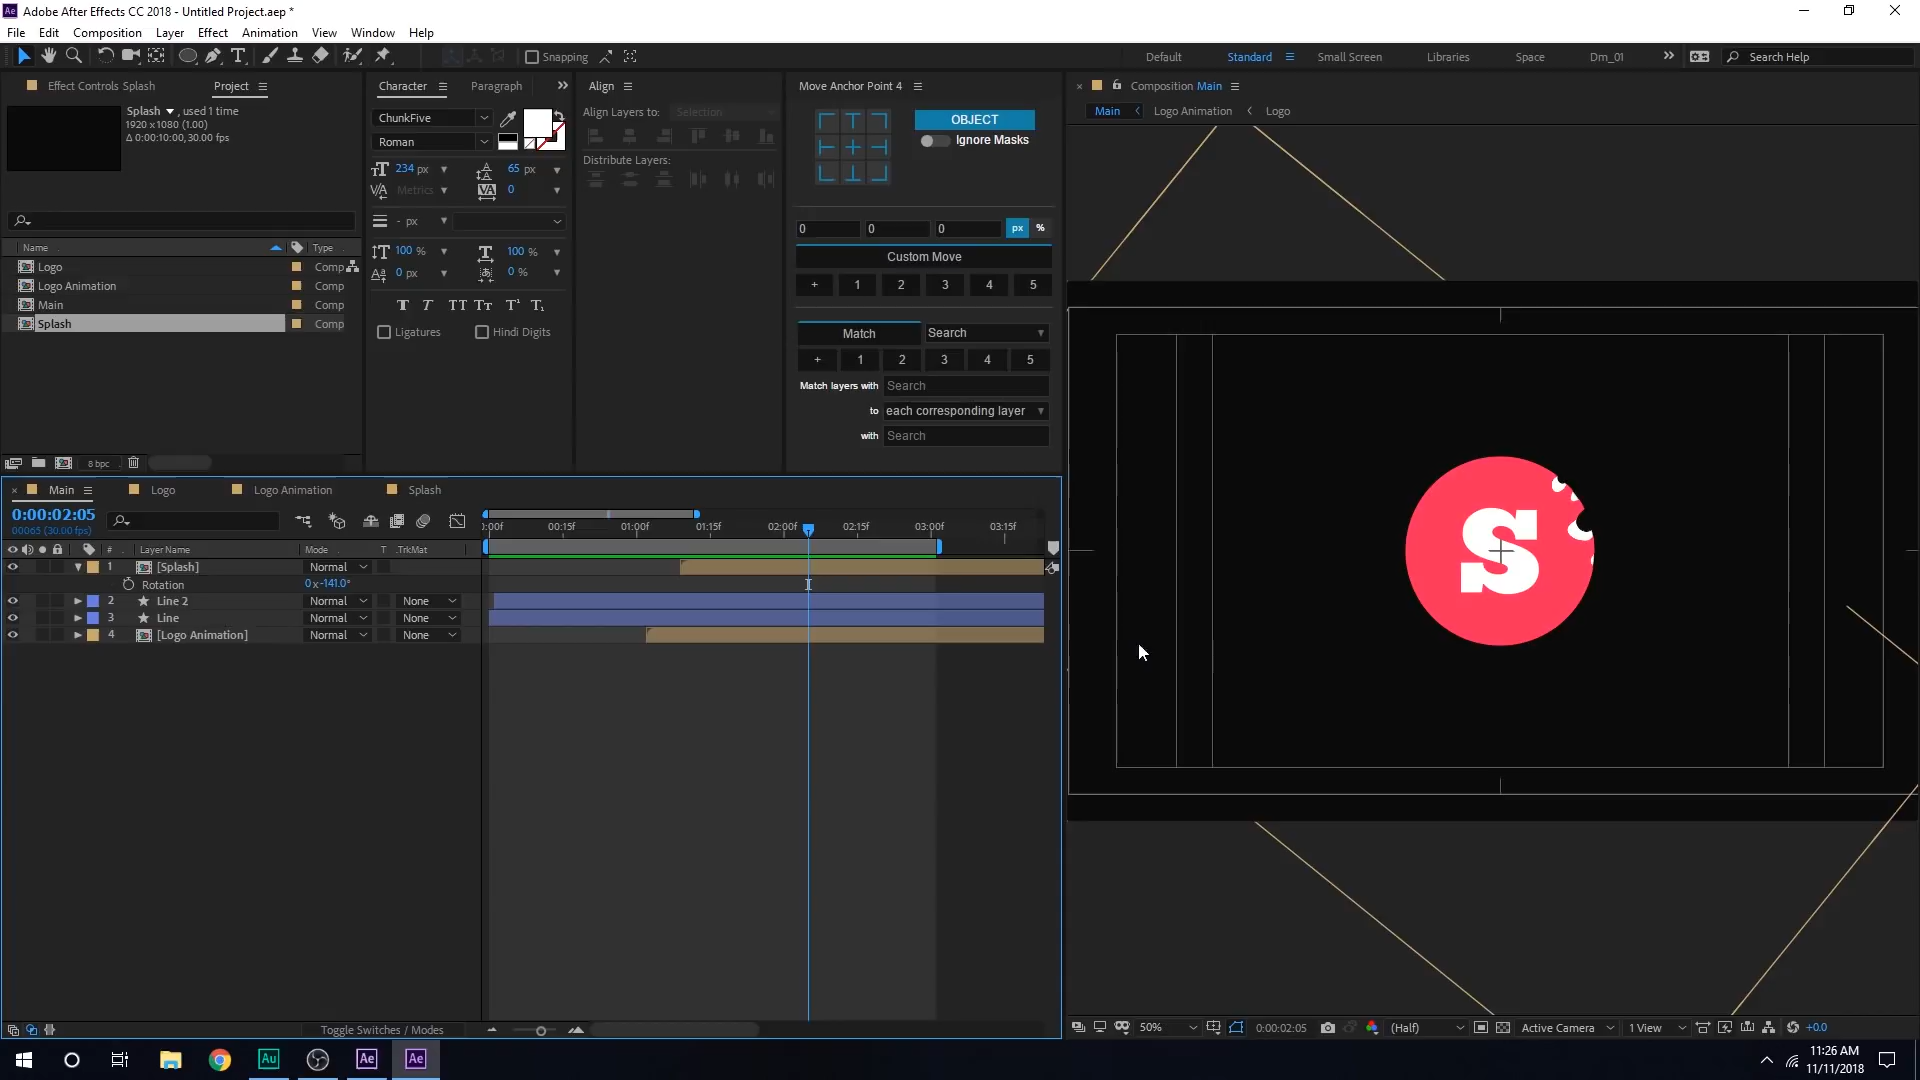 Adobe After Effects CC 2018 - Untitled Project.aep *
File Edit Composition Layer Effect Animation View Window Help
Snapping Default Standard Small Screen Libraries Space Dm_01 Search Help
Effect Controls Splash Project
Splash , used 1 time
1920 x1080 (1.00)
Δ 0:00:10:00, 30.00 fps
Name Type
Logo Comp
Logo Animation Comp
Main Comp
Splash Comp
8 bpc
Character Paragraph
ChunkFive
Roman
234 px 65 px
Metrics 0
- px
100 % 100 %
0 px 0 %
Ligatures Hindi Digits
Align
Align Layers to: Selection
Distribute Layers:
Move Anchor Point 4
OBJECT
Ignore Masks
0 0 0 px %
Custom Move
+ 1 2 3 4 5
Match Search
+ 1 2 3 4 5
Match layers with Search
to each corresponding layer
with Search
Composition Main
Main Logo Animation Logo
S
Main Logo Logo Animation Splash
0:00:02:05
00065 (30.00 fps)
:00f 00:15f 01:00f 01:15f 02:00f 02:15f 03:00f 03:15f
# Layer Name Mode T .TrkMat
1 [Splash] Normal
Rotation 0x-141.0°
2 Line 2 Normal None
3 Line Normal None
4 [Logo Animation] Normal None
Toggle Switches / Modes
50% 0:00:02:05 (Half) Active Camera 1 View +0.0
Au Ae Ae
11:26 AM
11/11/2018